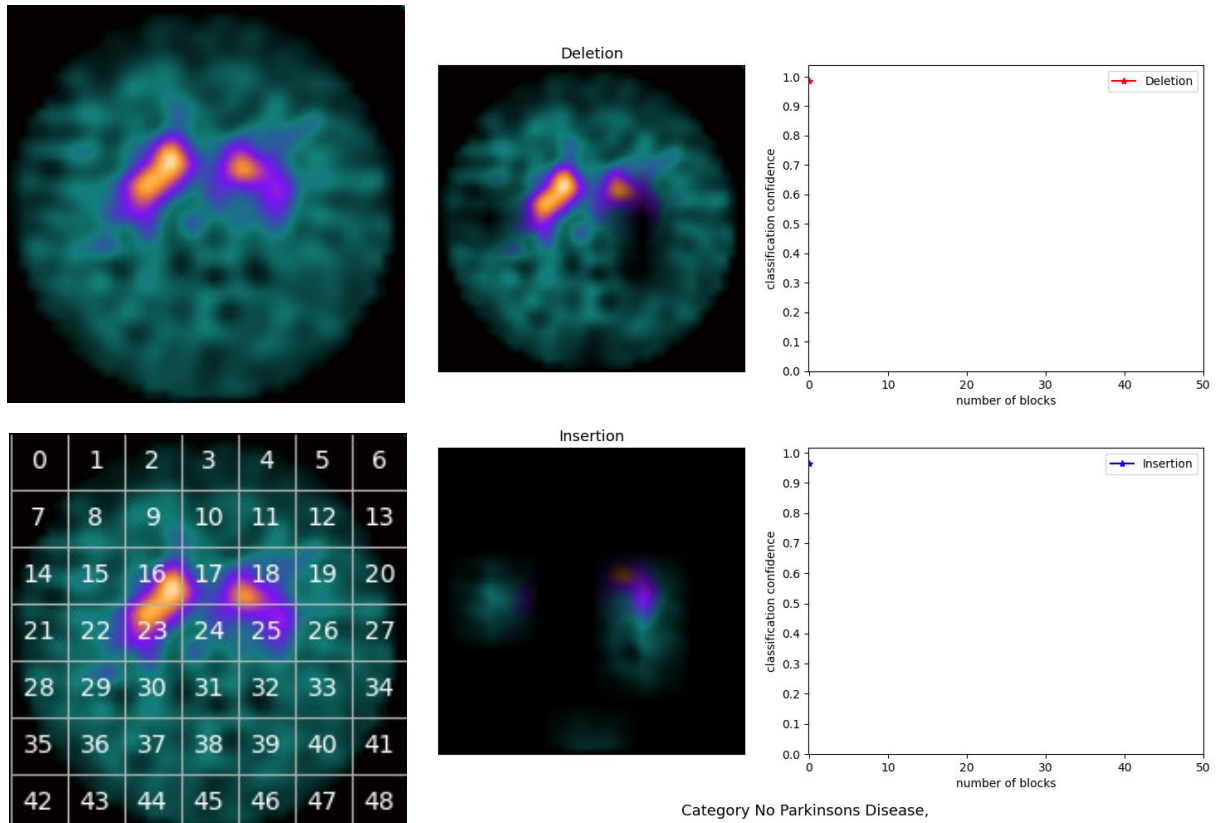 Deletion
1.0
0.9
0.8
0.7
0.6
0.5
0.4
0.3
0.2
0.1
0.0
classification confidence
Deletion
0 10 20 30 40 50
number of blocks
0 1 2 3 4 5 6
7 8 9 10 11 12 13
14 15 16 17 18 19 20
21 22 23 24 25 26 27
28 29 30 31 32 33 34
35 36 37 38 39 40 41
42 43 44 45 46 47 48
Insertion
1.0
0.9
0.8
0.7
0.6
0.5
0.4
0.3
0.2
0.1
0.0
classification confidence
Insertion
0 10 20 30 40 50
number of blocks
Category No Parkinsons Disease,